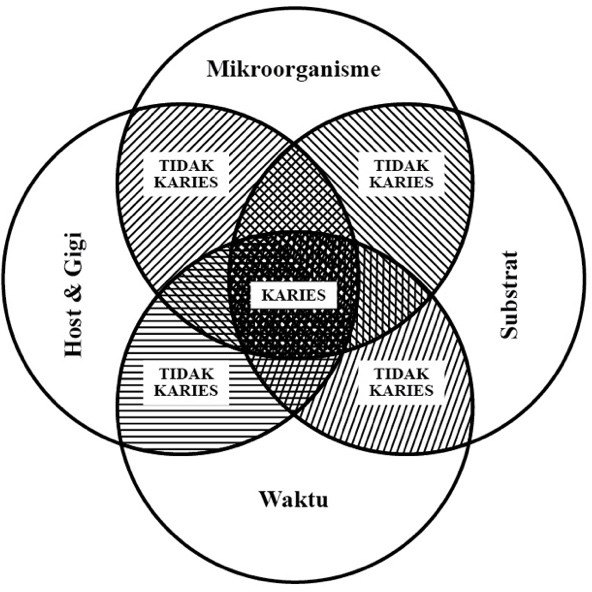 Mikroorganisme
TIDAK
KARIES
TIDAK
KARIES
Host & Gigi
Substrat
KARIES
TIDAK
KARIES
TIDAK
KARIES
Waktu